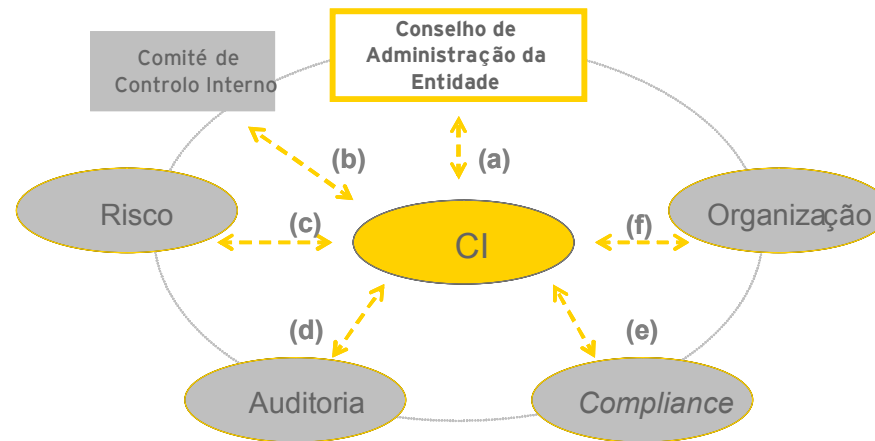 Conselho de
Administração da
Entidade
Comité de
Controlo Interno
(b)
(a)
Risco
(c)
CI
(f)
Organização
(d)
(e)
Auditoria
Compliance